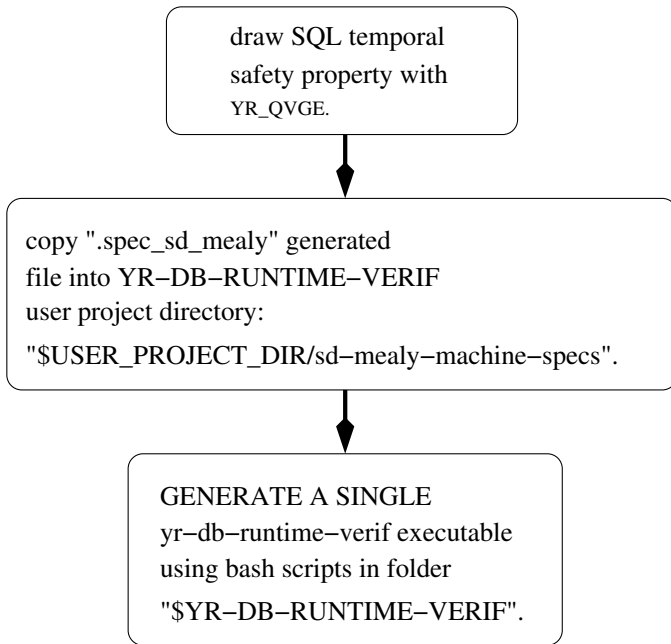 draw SQL temporal
safety property with
YR_QVGE.
copy ".spec_sd_mealy" generated
file into YR−DB−RUNTIME−VERIF
user project directory:
"$USER_PROJECT_DIR/sd−mealy−machine−specs".
GENERATE A SINGLE
yr−db−runtime−verif executable
using bash scripts in folder
"$YR−DB−RUNTIME−VERIF".